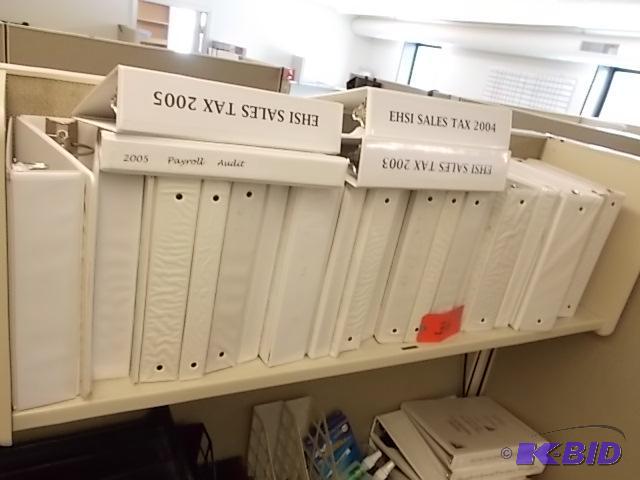 EHSI SALES TAX 2005
EHSI SALES TAX 2004
2005 Payroll Audit
EHSI SALES TAX 2003
© K-BID